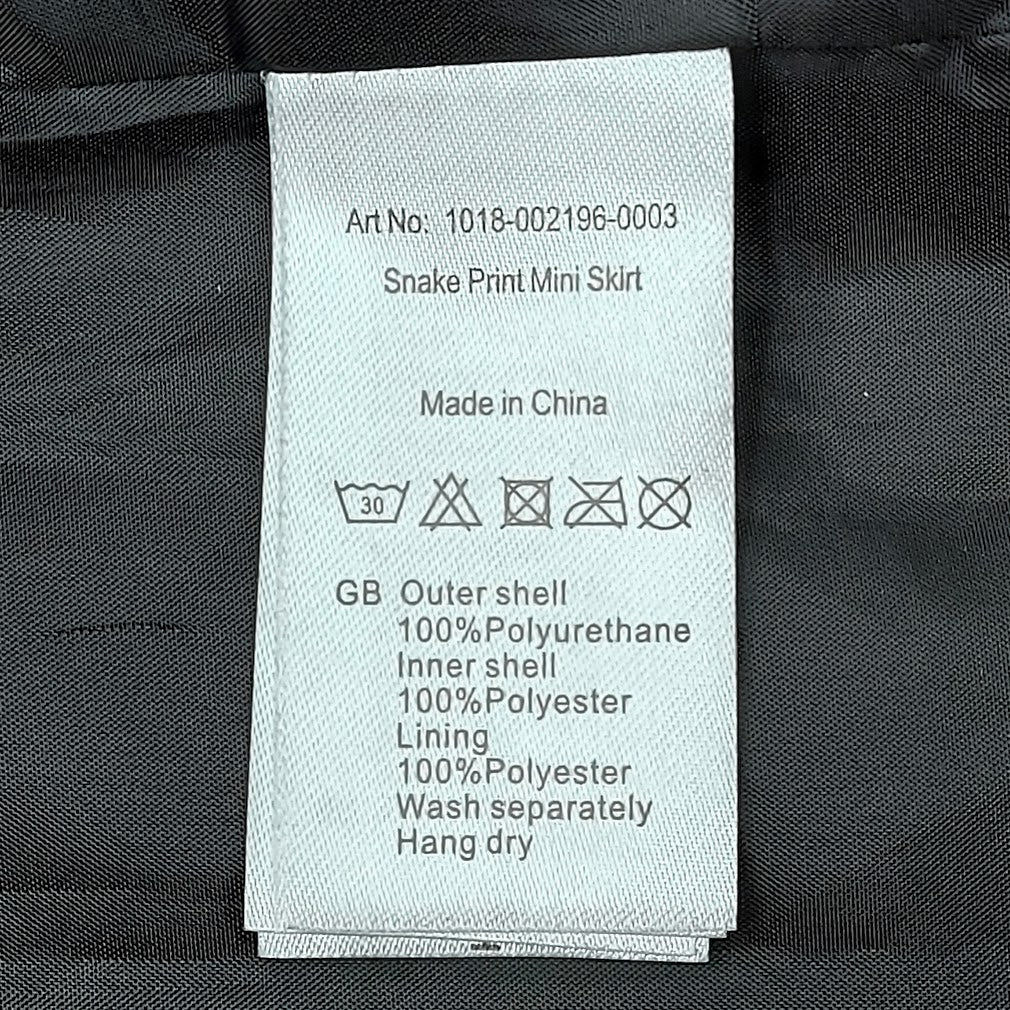 Art No: 1018-002196-0003
Snake Print Mini Skirt
Made in China
30
GB Outer shell
100%Polyurethane
Inner shell
100%Polyester
Lining
100%Polyester
Wash separately
Hang dry